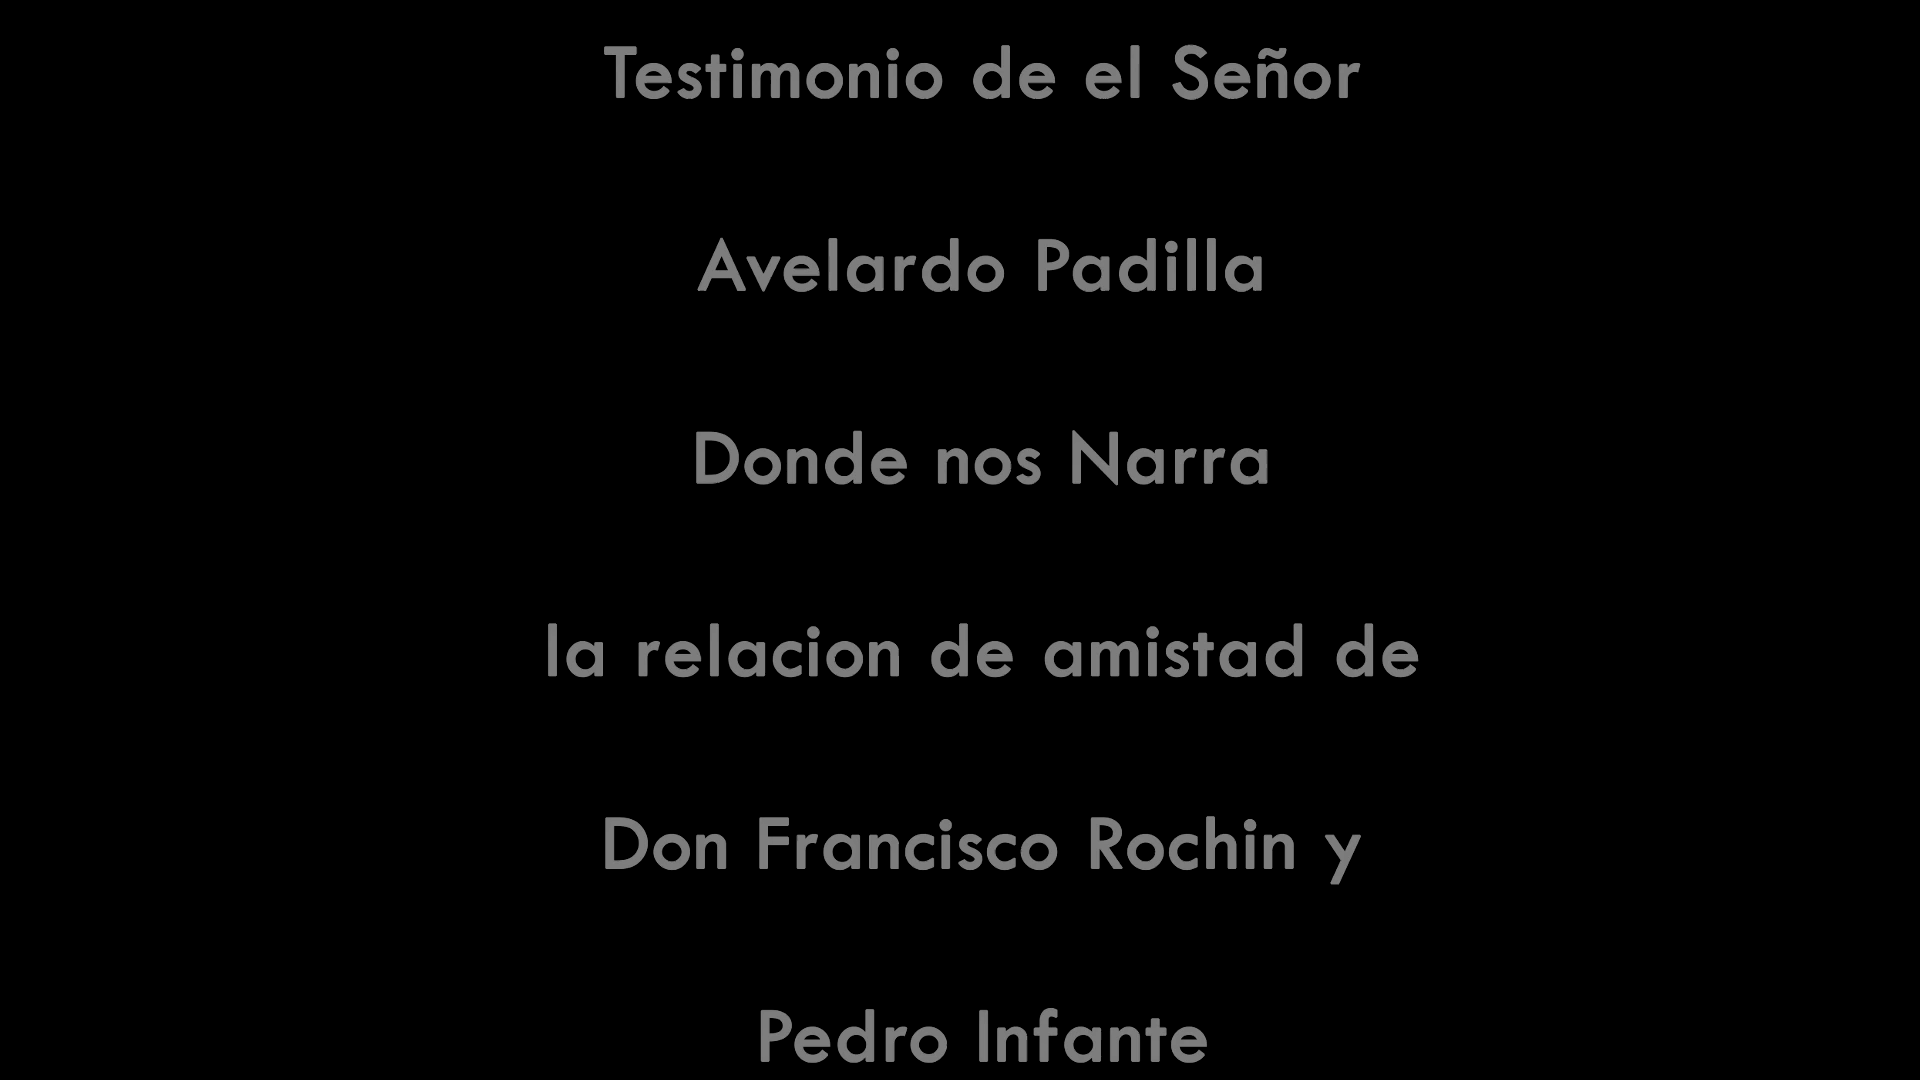 Testimonio de el Señor
Avelardo Padilla
Donde nos Narra
la relacion de amistad de
Don Francisco Rochin y
Pedro Infante